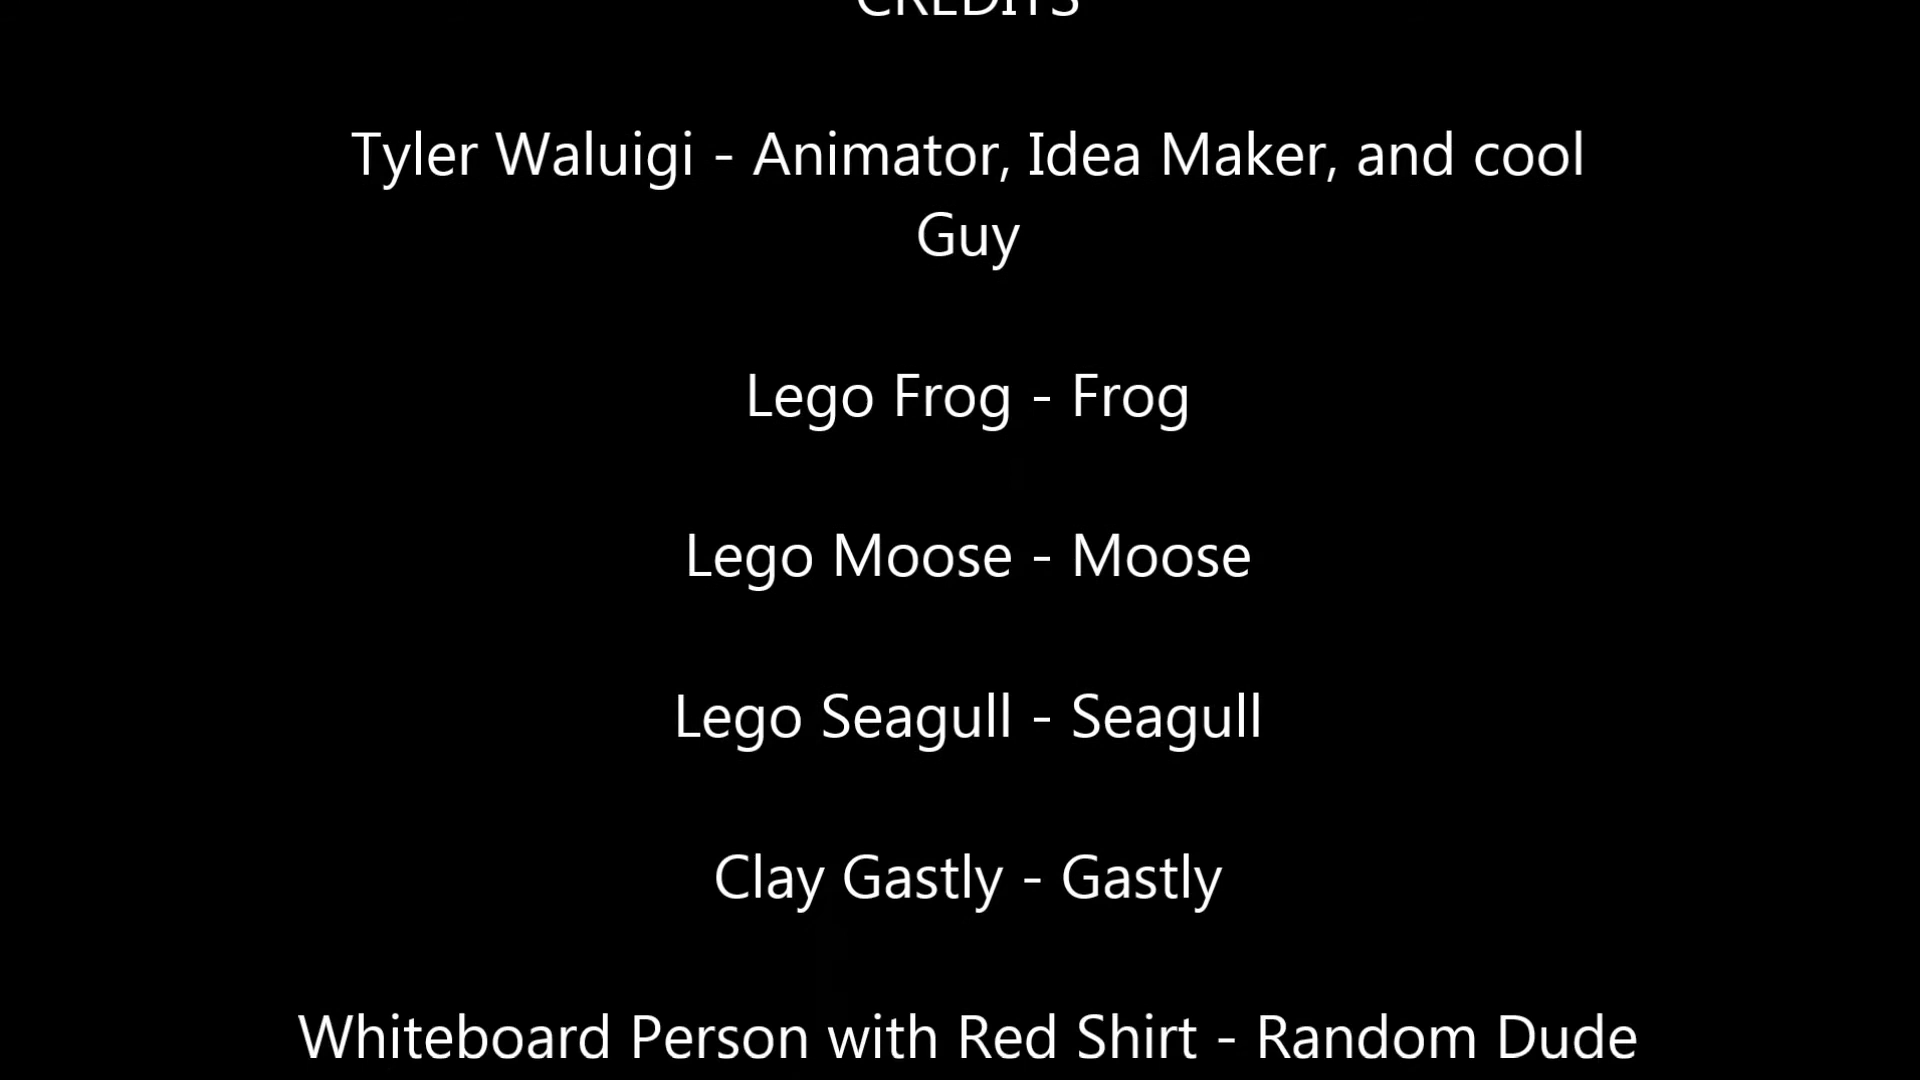 CREDITS
Tyler Waluigi - Animator, Idea Maker, and cool
Guy
Lego Frog - Frog
Lego Moose - Moose
Lego Seagull - Seagull
Clay Gastly - Gastly
Whiteboard Person with Red Shirt - Random Dude